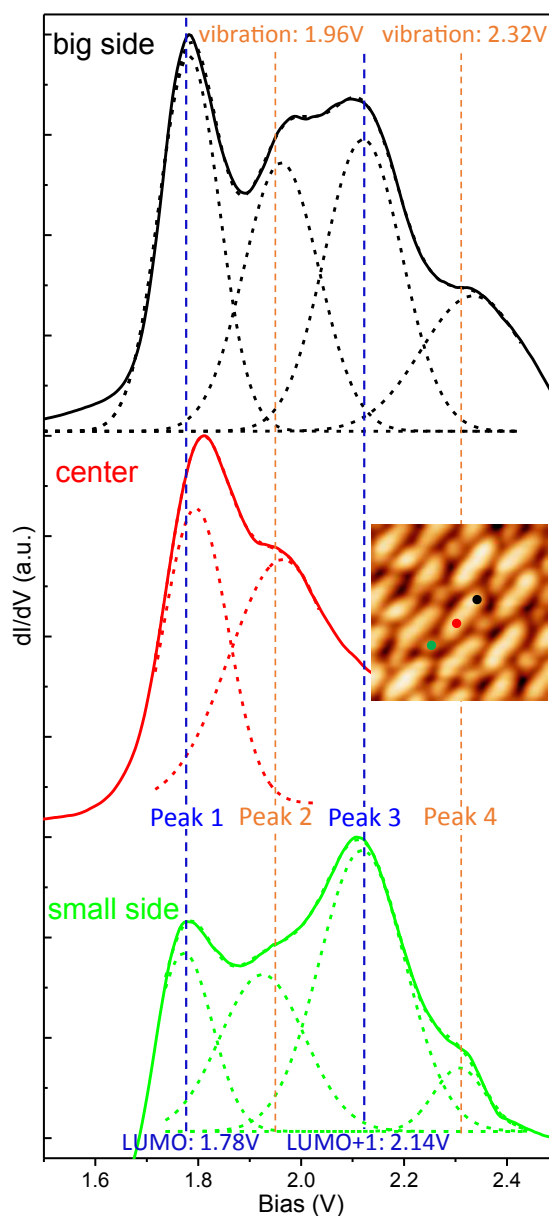 big side
vibration: 1.96V
vibration: 2.32V
center
dI/dV (a.u.)
Peak 1
Peak 2
Peak 3
Peak 4
small side
LUMO: 1.78V
LUMO+1: 2.14V
1.6
1.8
2.0
2.2
2.4
Bias (V)